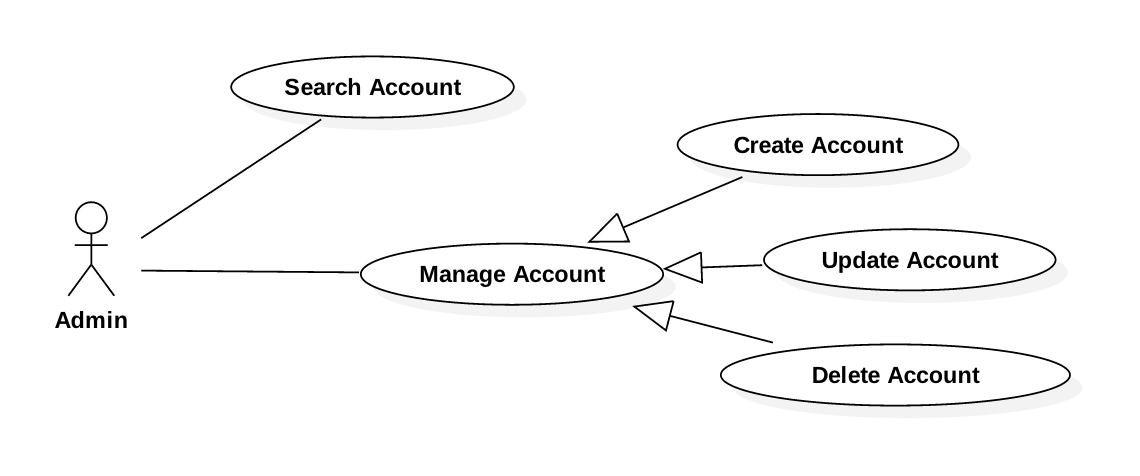 Search Account
Create Account
Update Account
Manage Account
Admin
Delete Account